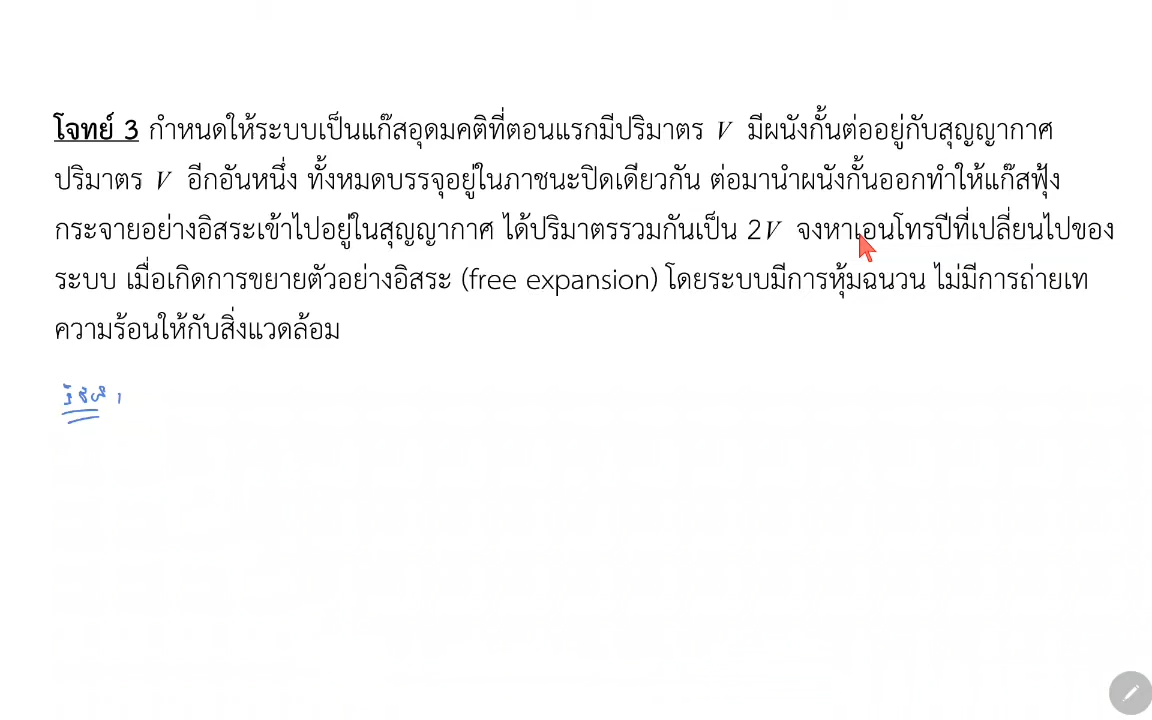 โจทย์ 3 กำหนดให้ระบบเป็นแก๊สอุดมคติที่ตอนแรกมีปริมาตร V มีผนังกั้นต่ออยู่กับสุญญากาศ
ปริมาตร V อีกอันหนึ่ง ทั้งหมดบรรจุอยู่ในภาชนะปิดเดียวกัน ต่อมานำผนังกั้นออกทำให้แก๊สฟุ้ง
กระจายอย่างอิสระเข้าไปอยู่ในสุญญากาศ ได้ปริมาตรรวมกันเป็น 2V จงหาเอนโทรปีที่เปลี่ยนไปของ
ระบบ เมื่อเกิดการขยายตัวอย่างอิสระ (free expansion) โดยระบบมีการหุ้มฉนวน ไม่มีการถ่ายเท
ความร้อนให้กับสิ่งแวดล้อม